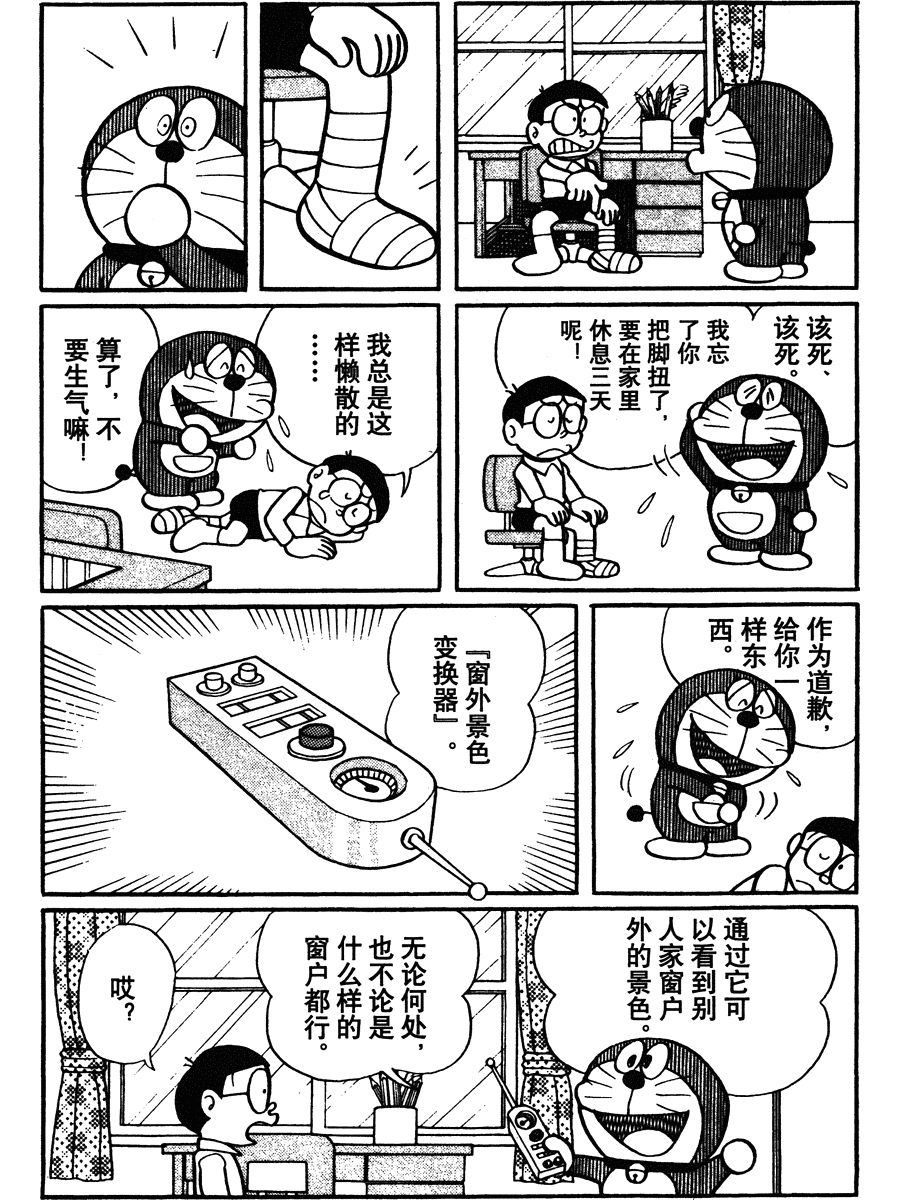 该死、
该死。
我忘
了你
把脚扭了，
要在家里
休息三天
呢！
我总是这
样懒散的
……
算了，不
要生气嘛！
作为道歉，
给你一
样东
西。
『窗外景色
变换器』。
通过它可
以看到别
人家窗户
外的景色。
无论何处，
也不论是
什么样的
窗户都行。
哎？